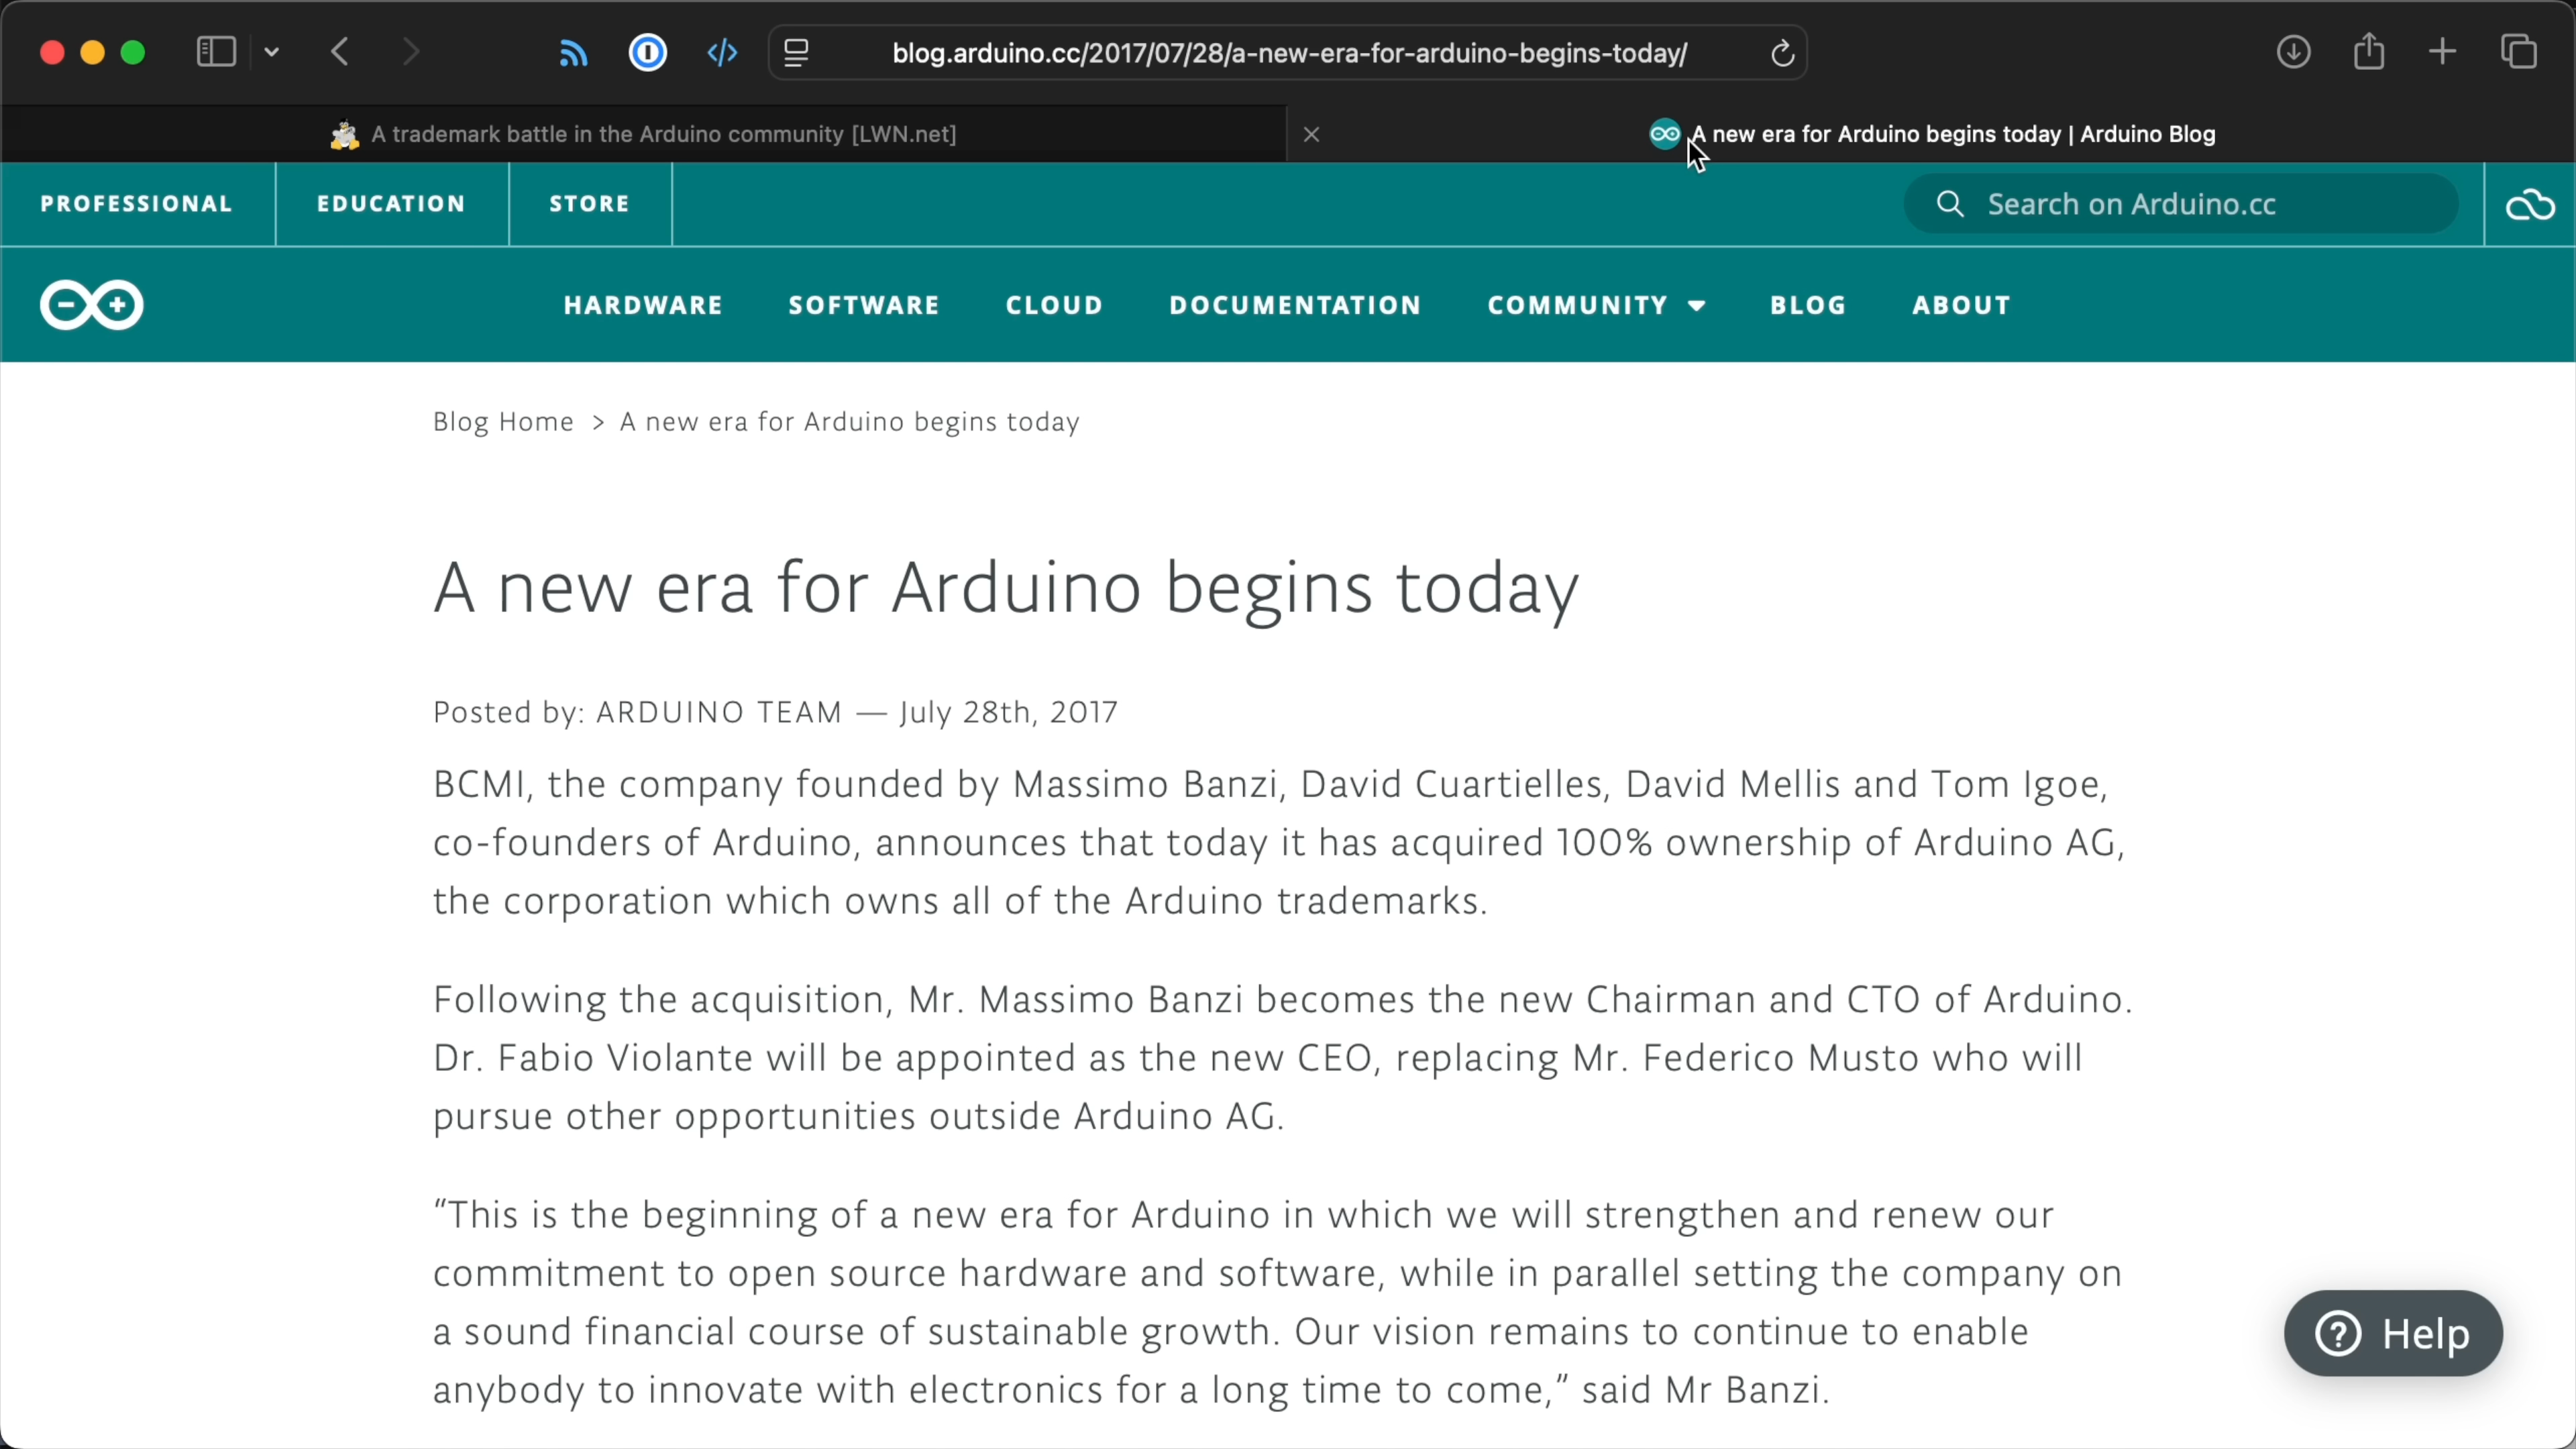 blog.arduino.cc/2017/07/28/a-new-era-for-arduino-begins-today/
A trademark battle in the Arduino community [LWN.net]
A new era for Arduino begins today | Arduino Blog
PROFESSIONAL
EDUCATION
STORE
Search on Arduino.cc
HARDWARE
SOFTWARE
CLOUD
DOCUMENTATION
COMMUNITY
BLOG
ABOUT
Blog Home > A new era for Arduino begins today
A new era for Arduino begins today
Posted by: ARDUINO TEAM — July 28th, 2017
BCMI, the company founded by Massimo Banzi, David Cuartielles, David Mellis and Tom Igoe,
co-founders of Arduino, announces that today it has acquired 100% ownership of Arduino AG,
the corporation which owns all of the Arduino trademarks.
Following the acquisition, Mr. Massimo Banzi becomes the new Chairman and CTO of Arduino.
Dr. Fabio Violante will be appointed as the new CEO, replacing Mr. Federico Musto who will
pursue other opportunities outside Arduino AG.
“This is the beginning of a new era for Arduino in which we will strengthen and renew our
commitment to open source hardware and software, while in parallel setting the company on
a sound financial course of sustainable growth. Our vision remains to continue to enable
anybody to innovate with electronics for a long time to come,” said Mr Banzi.
Help